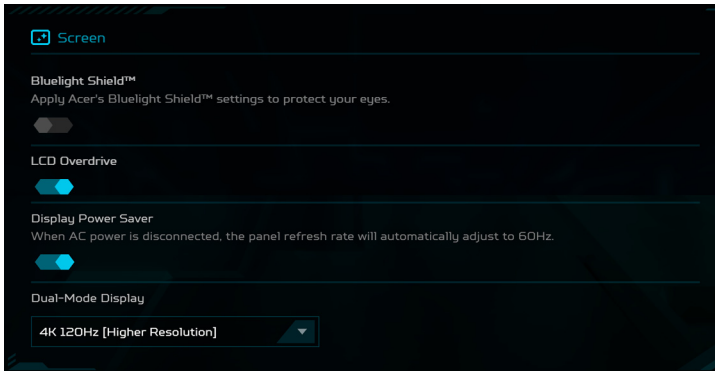 Screen
Bluelight Shield™
Apply Acer's Bluelight Shield™ settings to protect your eyes.
LCD Overdrive
Display Power Saver
When AC power is disconnected, the panel refresh rate will automatically adjust to 60Hz.
Dual-Mode Display
4K 120Hz [Higher Resolution]